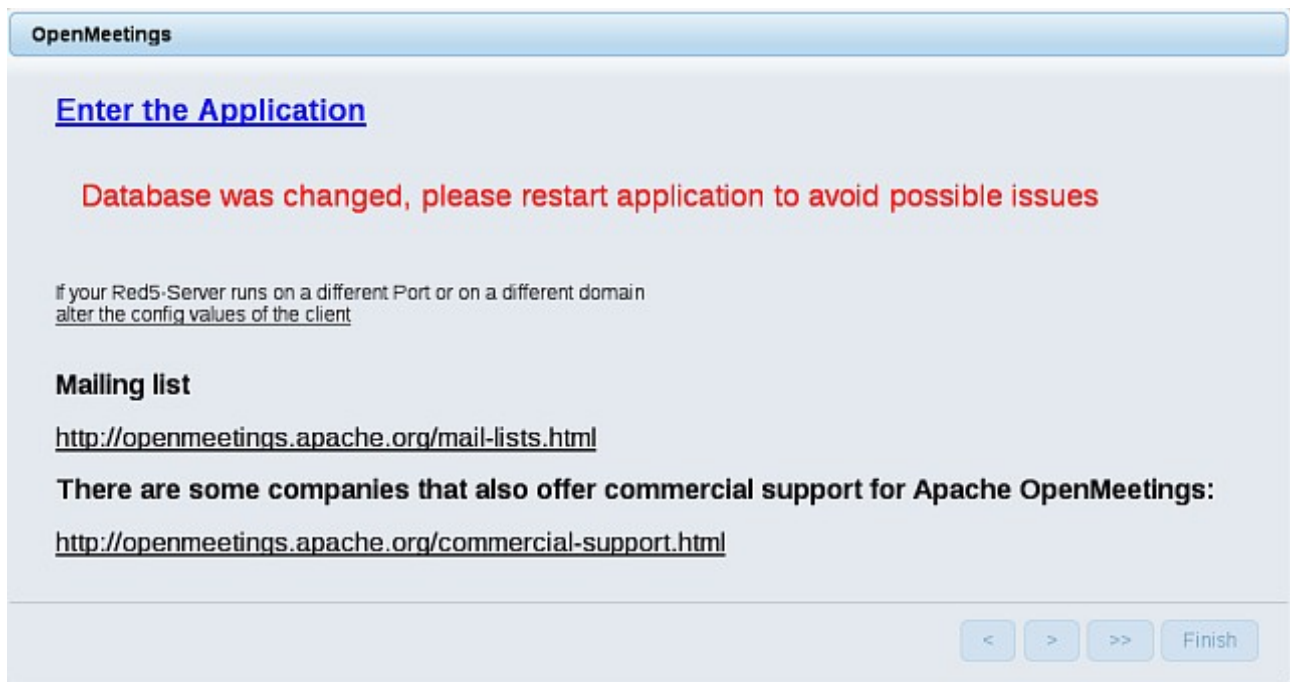 OpenMeetings
Enter the Application
Database was changed, please restart application to avoid possible issues
If your Red5-Server runs on a different Port or on a different domain
alter the config values of the client
Mailing list
http://openmeetings.apache.org/mail-lists.html
There are some companies that also offer commercial support for Apache OpenMeetings:
http://openmeetings.apache.org/commercial-support.html
< > >> Finish